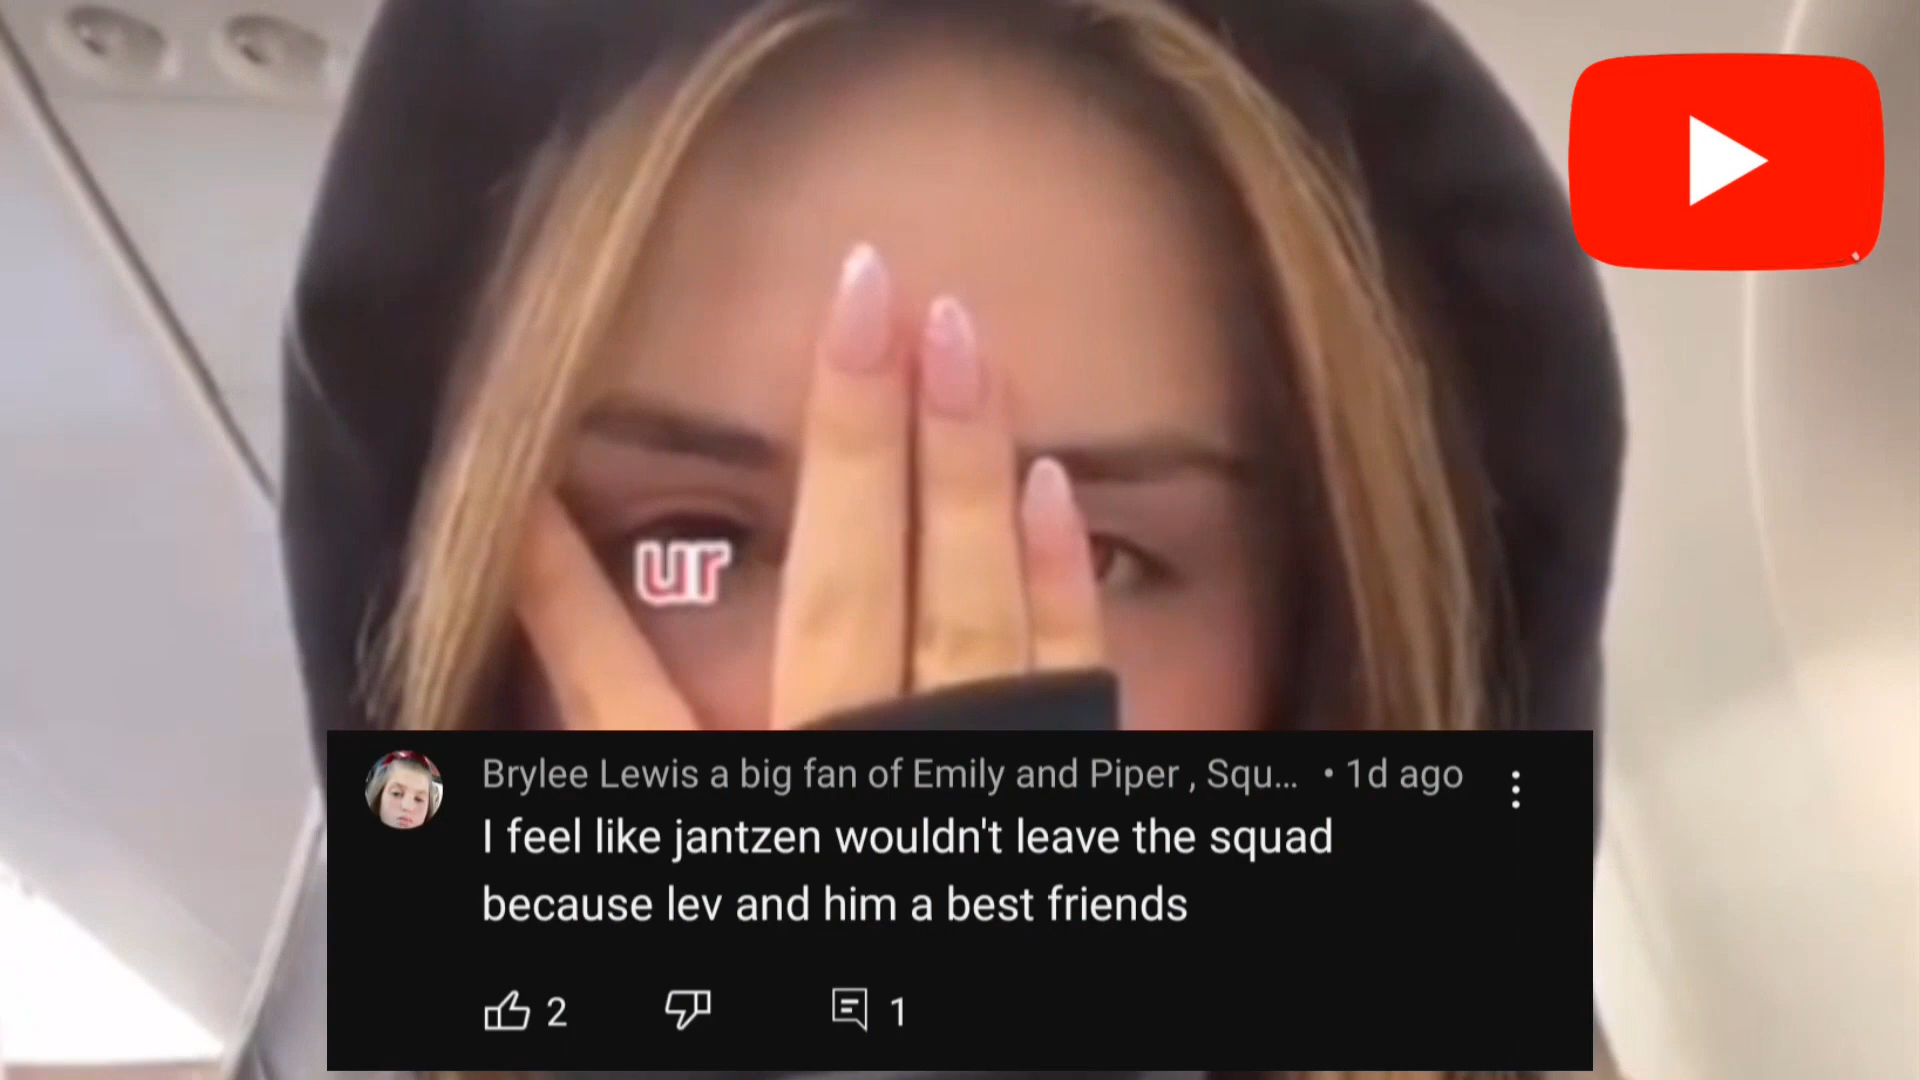 ur
Brylee Lewis a big fan of Emily and Piper , Squ... • 1d ago
I feel like jantzen wouldn't leave the squad
because lev and him a best friends
2
1